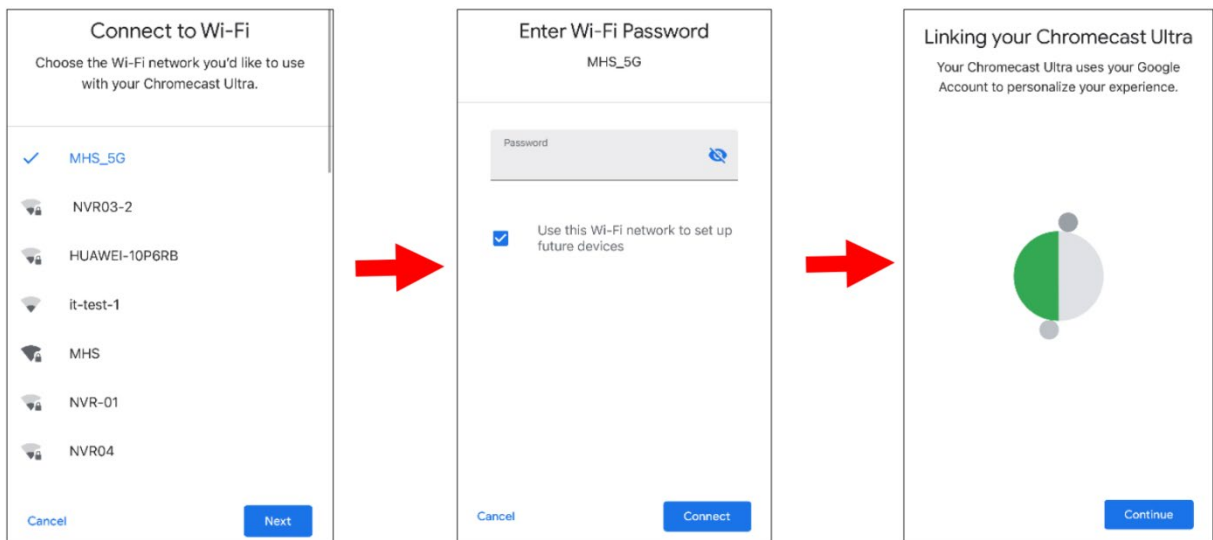 Connect to Wi-Fi
Choose the Wi-Fi network you'd like to use
with your Chromecast Ultra.
MHS_5G
NVR03-2
HUAWEI-10P6RB
it-test-1
MHS
NVR-01
NVR04
Cancel
Next
Enter Wi-Fi Password
MHS_5G
Password
Use this Wi-Fi network to set up
future devices
Cancel
Connect
Linking your Chromecast Ultra
Your Chromecast Ultra uses your Google
Account to personalize your experience.
Continue